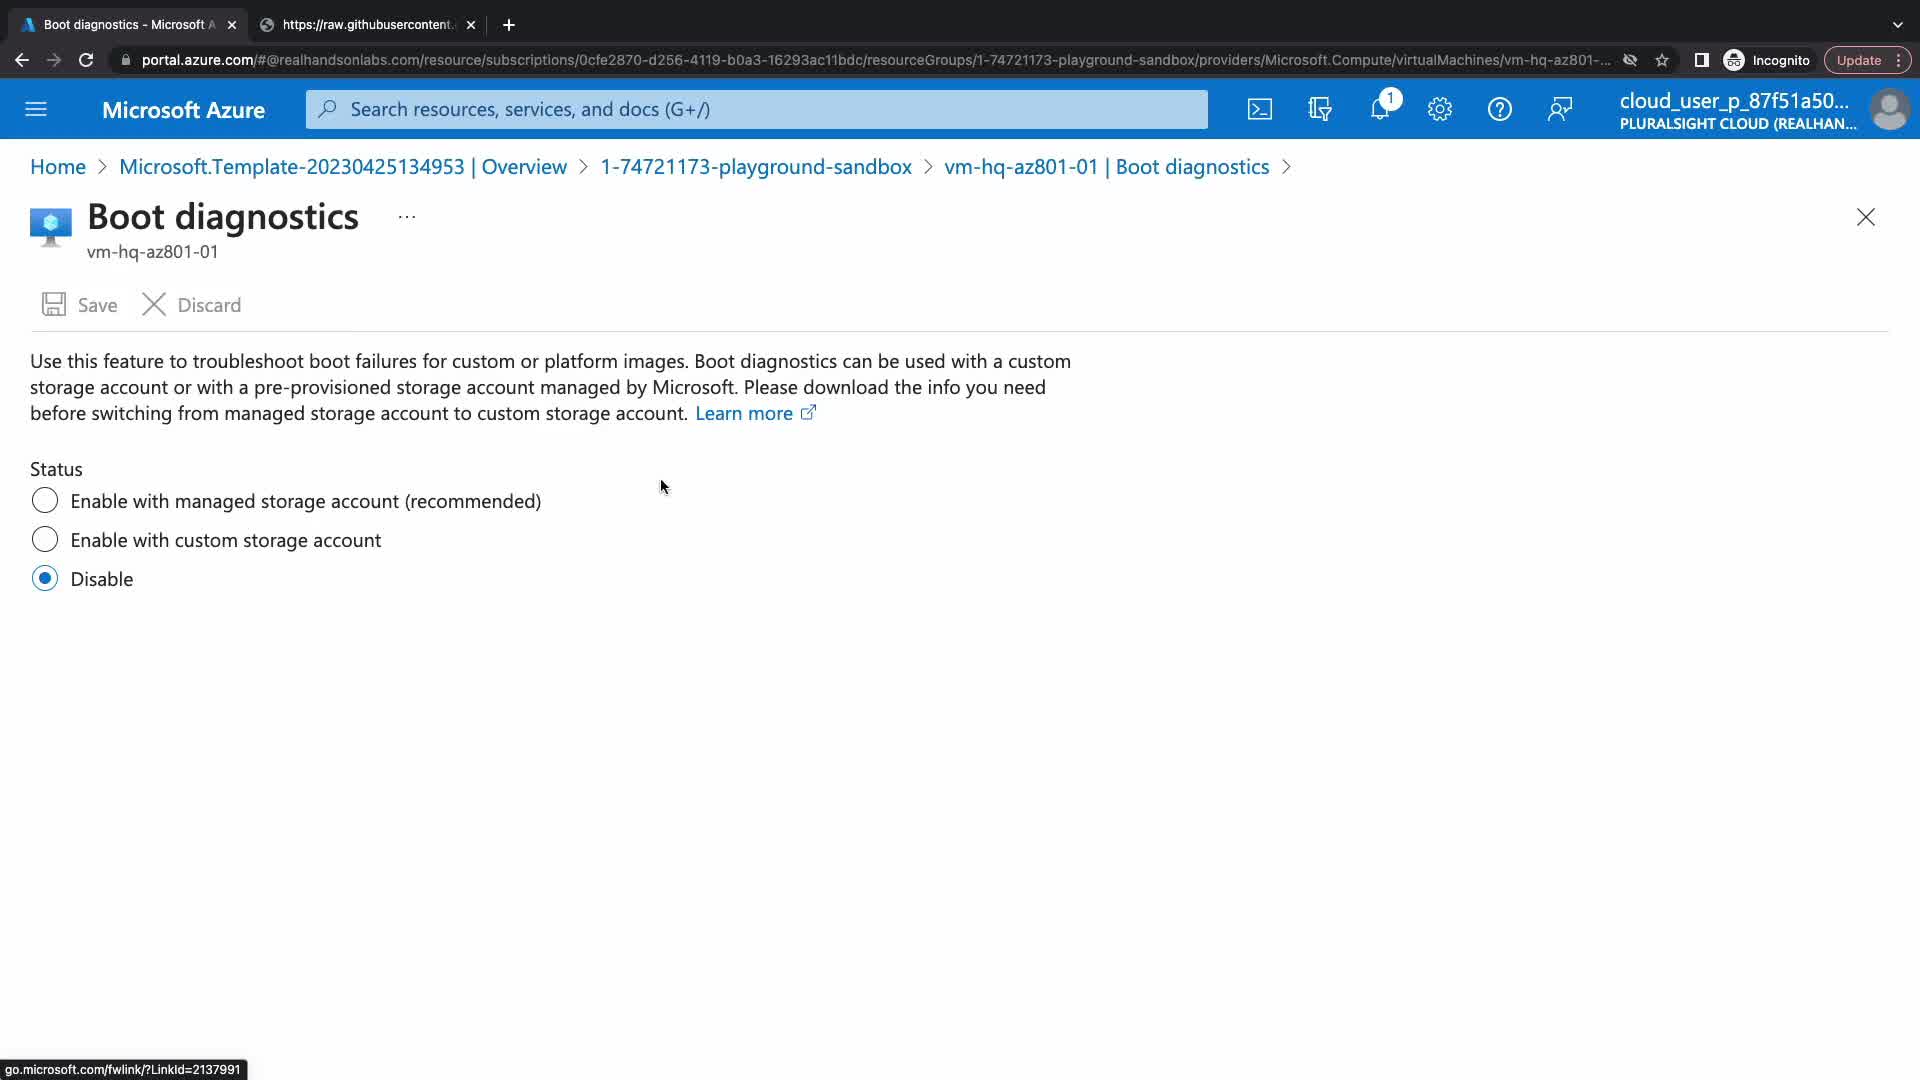 Boot diagnostics - Microsoft A
https://raw.githubusercontent.
portal.azure.com/#@realhandsonlabs.com/resource/subscriptions/0cfe2870-d256-4119-b0a3-16293ac11bdc/resourceGroups/1-74721173-playground-sandbox/providers/Microsoft.Compute/virtualMachines/vm-hq-az801-...
Incognito
Update
Microsoft Azure
Search resources, services, and docs (G+/)
1
cloud_user_p_87f51a50...
PLURALSIGHT CLOUD (REALHAN...
Home > Microsoft.Template-20230425134953 | Overview > 1-74721173-playground-sandbox > vm-hq-az801-01 | Boot diagnostics >
Boot diagnostics ...
vm-hq-az801-01
Save
Discard
Use this feature to troubleshoot boot failures for custom or platform images. Boot diagnostics can be used with a custom
storage account or with a pre-provisioned storage account managed by Microsoft. Please download the info you need
before switching from managed storage account to custom storage account. Learn more
Status
Enable with managed storage account (recommended)
Enable with custom storage account
Disable
go.microsoft.com/fwlink/?LinkId=2137991